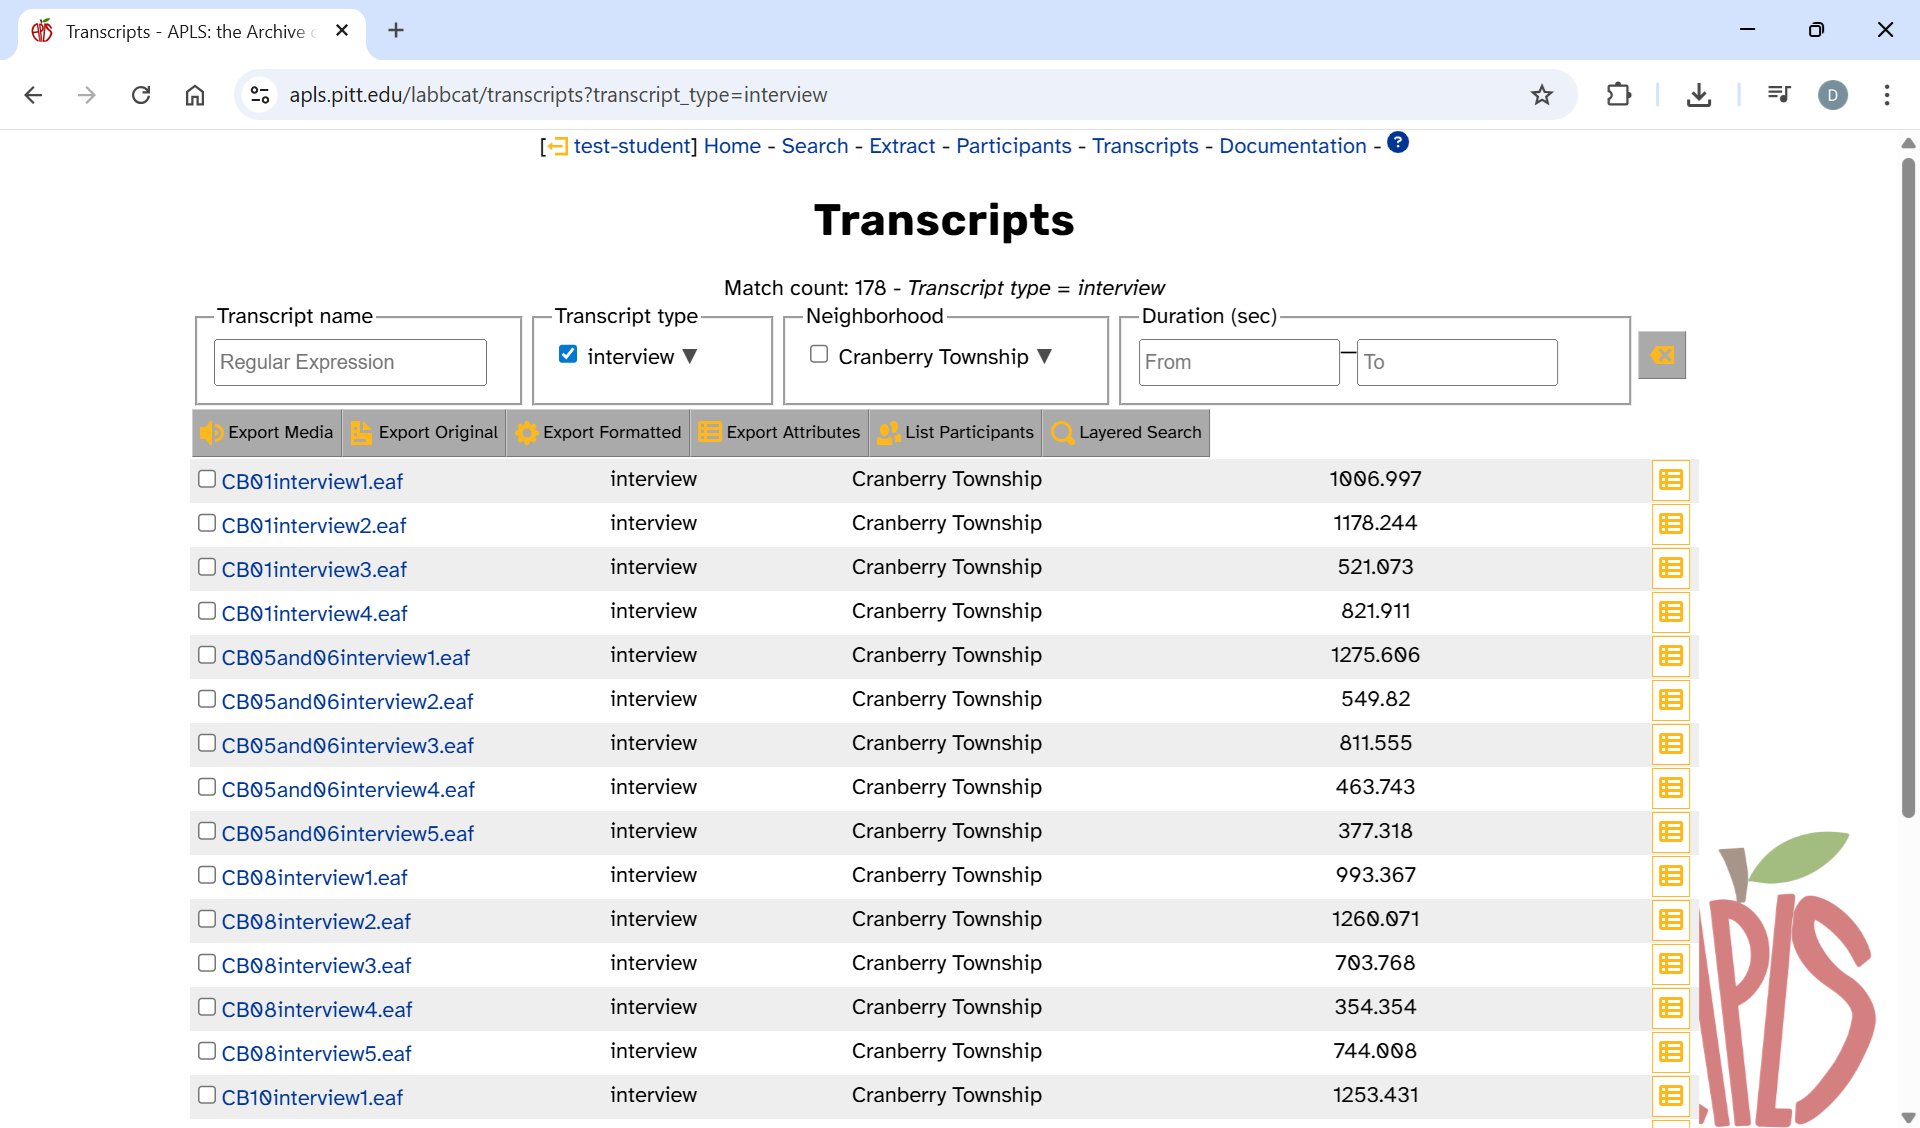 Transcripts - APLS: the Archive
apls.pitt.edu/labbcat/transcripts?transcript_type=interview
D
[test-student] Home - Search - Extract - Participants - Transcripts - Documentation - ?
Transcripts
Match count: 178 - Transcript type = interview
Transcript name Transcript type Neighborhood Duration (sec)
Regular Expression interview ▼ Cranberry Township ▼ From – To
Export Media Export Original Export Formatted Export Attributes List Participants Layered Search
CB01interview1.eaf interview Cranberry Township 1006.997
CB01interview2.eaf interview Cranberry Township 1178.244
CB01interview3.eaf interview Cranberry Township 521.073
CB01interview4.eaf interview Cranberry Township 821.911
CB05and06interview1.eaf interview Cranberry Township 1275.606
CB05and06interview2.eaf interview Cranberry Township 549.82
CB05and06interview3.eaf interview Cranberry Township 811.555
CB05and06interview4.eaf interview Cranberry Township 463.743
CB05and06interview5.eaf interview Cranberry Township 377.318
CB08interview1.eaf interview Cranberry Township 993.367
CB08interview2.eaf interview Cranberry Township 1260.071
CB08interview3.eaf interview Cranberry Township 703.768
CB08interview4.eaf interview Cranberry Township 354.354
CB08interview5.eaf interview Cranberry Township 744.008
CB10interview1.eaf interview Cranberry Township 1253.431
APLS